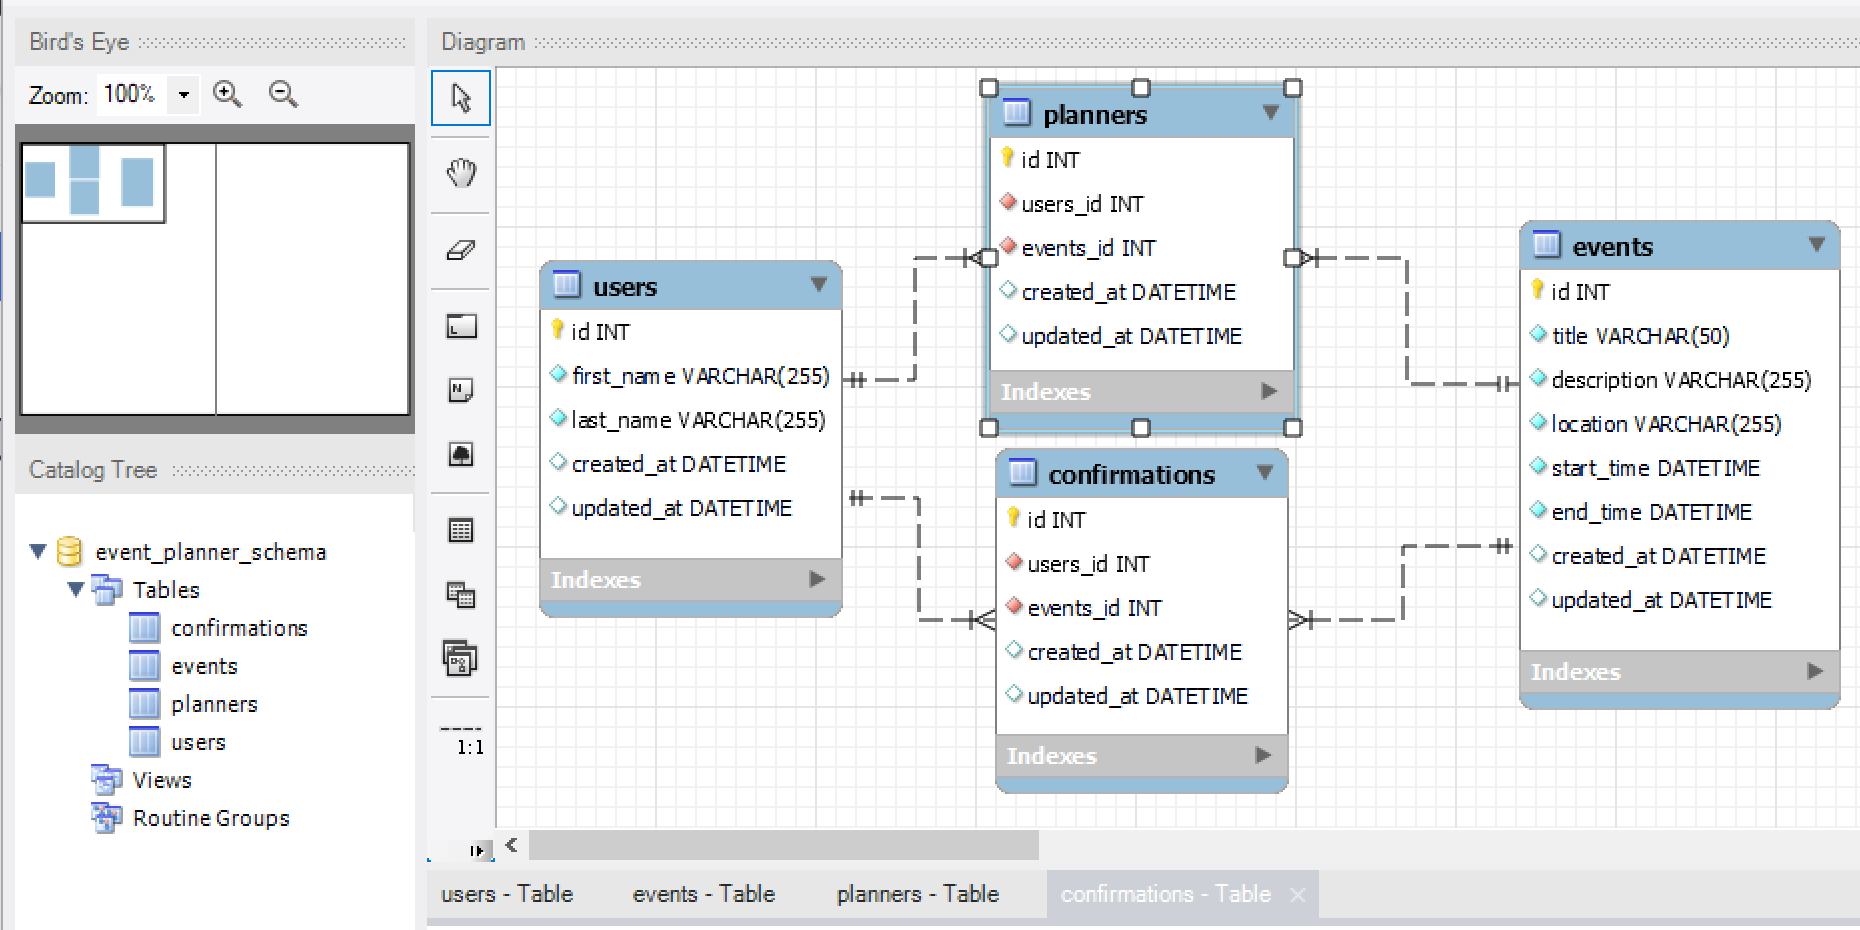 Bird's Eye
Zoom: 100%
Catalog Tree
event_planner_schema
Tables
confirmations
events
planners
users
Views
Routine Groups
Diagram
1:1
users
id INT
first_name VARCHAR(255)
last_name VARCHAR(255)
created_at DATETIME
updated_at DATETIME
Indexes
planners
id INT
users_id INT
events_id INT
created_at DATETIME
updated_at DATETIME
Indexes
confirmations
id INT
users_id INT
events_id INT
created_at DATETIME
updated_at DATETIME
Indexes
events
id INT
title VARCHAR(50)
description VARCHAR(255)
location VARCHAR(255)
start_time DATETIME
end_time DATETIME
created_at DATETIME
updated_at DATETIME
Indexes
users - Table
events - Table
planners - Table
confirmations - Table